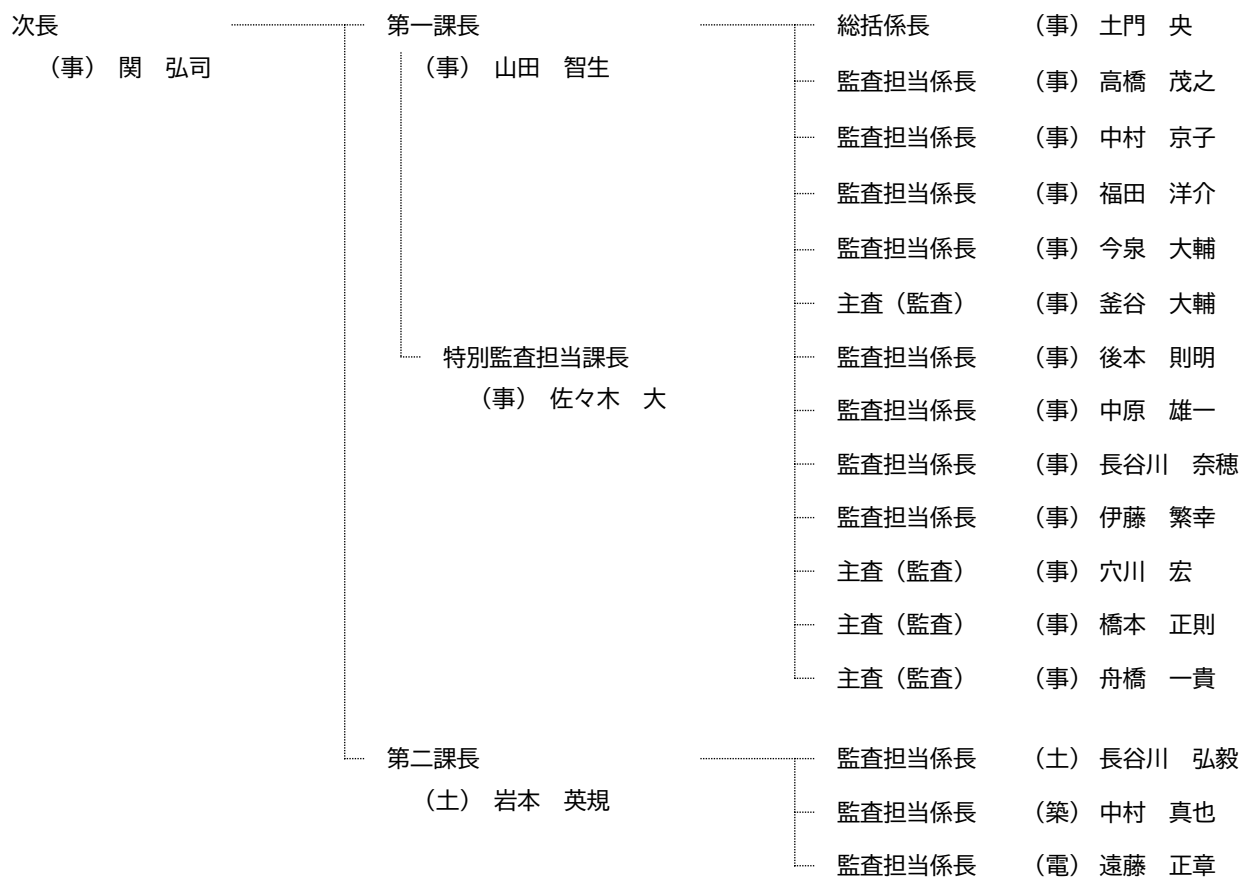 次長
（事） 関　弘司
第一課長
（事） 山田　智生
総括係長　（事） 土門　央
監査担当係長　（事） 高橋　茂之
監査担当係長　（事） 中村　京子
監査担当係長　（事） 福田　洋介
監査担当係長　（事） 今泉　大輔
主査（監査）　（事） 釜谷　大輔
特別監査担当課長
（事） 佐々木　大
監査担当係長　（事） 後本　則明
監査担当係長　（事） 中原　雄一
監査担当係長　（事） 長谷川　奈穂
監査担当係長　（事） 伊藤　繁幸
主査（監査）　（事） 穴川　宏
主査（監査）　（事） 橋本　正則
主査（監査）　（事） 舟橋　一貴
第二課長
（土） 岩本　英規
監査担当係長　（土） 長谷川　弘毅
監査担当係長　（築） 中村　真也
監査担当係長　（電） 遠藤　正章